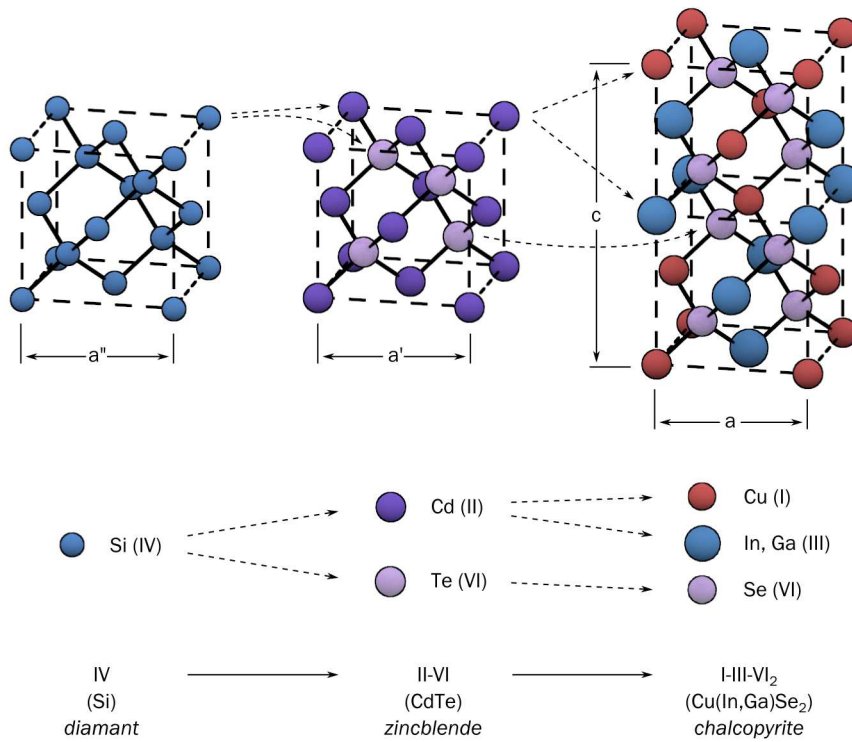 c
a"
a'
a
Si (IV)
Cd (II)
Te (VI)
Cu (I)
In, Ga (III)
Se (VI)
IV
(Si)
diamant
II-VI
(CdTe)
zincblende
I-III-VI₂
(Cu(In,Ga)Se₂)
chalcopyrite